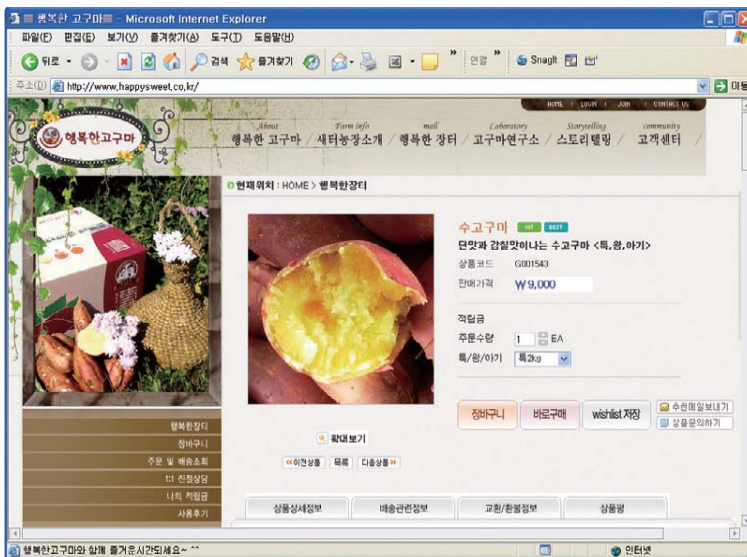 ≡ 행복한 고구마≡ - Microsoft Internet Explorer
파일(F) 편집(E) 보기(V) 즐겨찾기(A) 도구(T) 도움말(H)
뒤로 검색 즐겨찾기 연결 SnagIt
주소(D) http://www.happysweet.co.kr/ 이동
HOME LOGIN JOIN CONTACT US
행복한고구마
About Farm info mall Laboratory Storytelling community
행복한 고구마 / 새터농장소개 / 행복한 장터 / 고구마연구소 / 스토리텔링 / 고객센터 /
현재위치 : HOME > 행복한장터
수고구마 HIT BEST
단맛과 감칠맛이나는 수고구마 <특,왕,아기>
상품코드 G001543
판매가격 ₩9,000
적립금
주문수량 1 EA
특/왕/아기 특2kg
장바구니 바로구매 wishlist 저장 추천메일보내기
상품문의하기
확대보기
이전상품 목록 다음상품
행복한장터
장바구니
주문 및 배송조회
1:1 친절상담
나의 적립금
사용후기
상품상세정보 배송관련정보 교환/환불정보 상품평
행복한고구마와 함께 즐거운시간되세요~ ^^ 인터넷